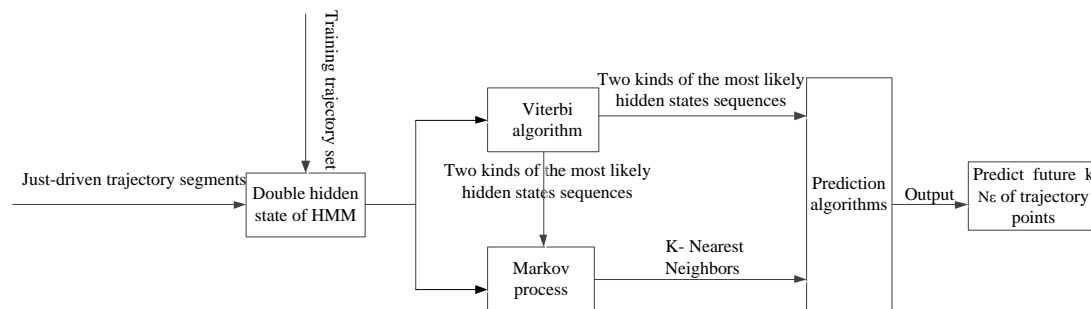 Training trajectory set
Just-driven trajectory segments
Double hidden
state of HMM
Viterbi
algorithm
Two kinds of the most likely
hidden states sequences
Two kinds of the most likely
hidden states sequences
Markov
process
K- Nearest
Neighbors
Prediction
algorithms
Output
Predict future k
Nε of trajectory
points